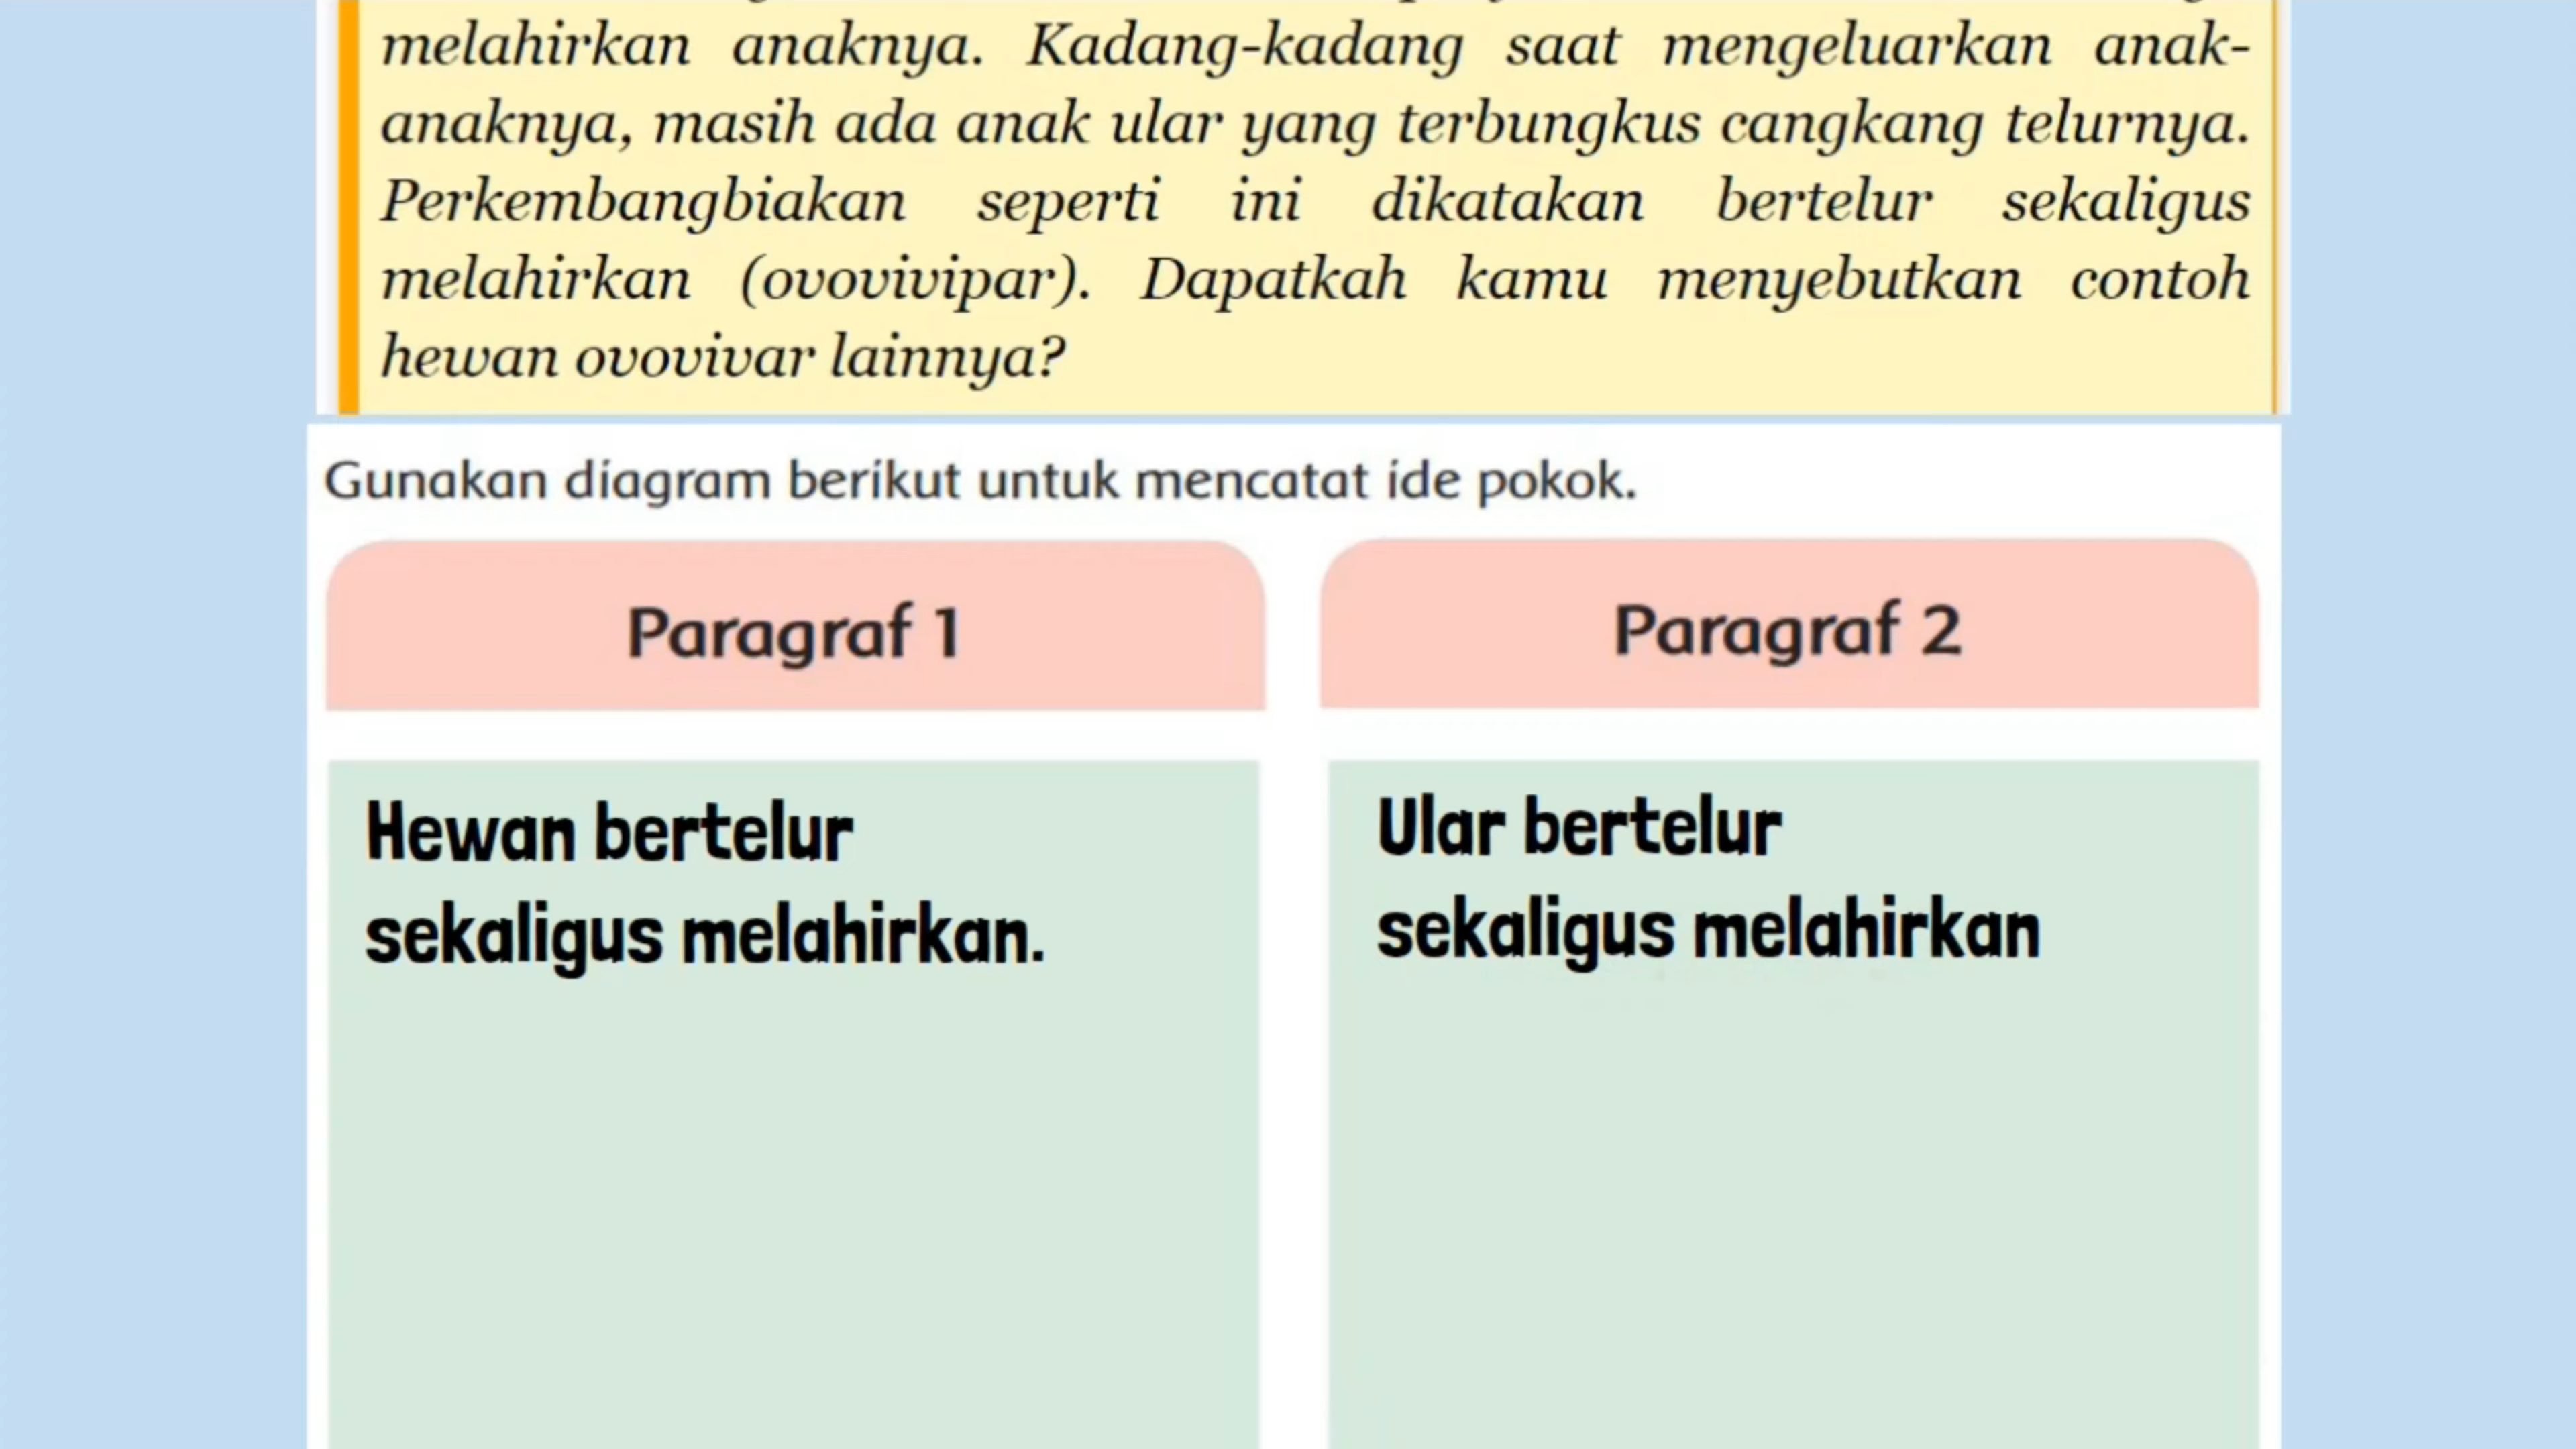 melahirkan anaknya. Kadang-kadang saat mengeluarkan anak-
anaknya, masih ada anak ular yang terbungkus cangkang telurnya.
Perkembangbiakan seperti ini dikatakan bertelur sekaligus
melahirkan (ovovivipar). Dapatkah kamu menyebutkan contoh
hewan ovovivar lainnya?
Gunakan diagram berikut untuk mencatat ide pokok.
Paragraf 1
Paragraf 2
Hewan bertelur
sekaligus melahirkan.
Ular bertelur
sekaligus melahirkan